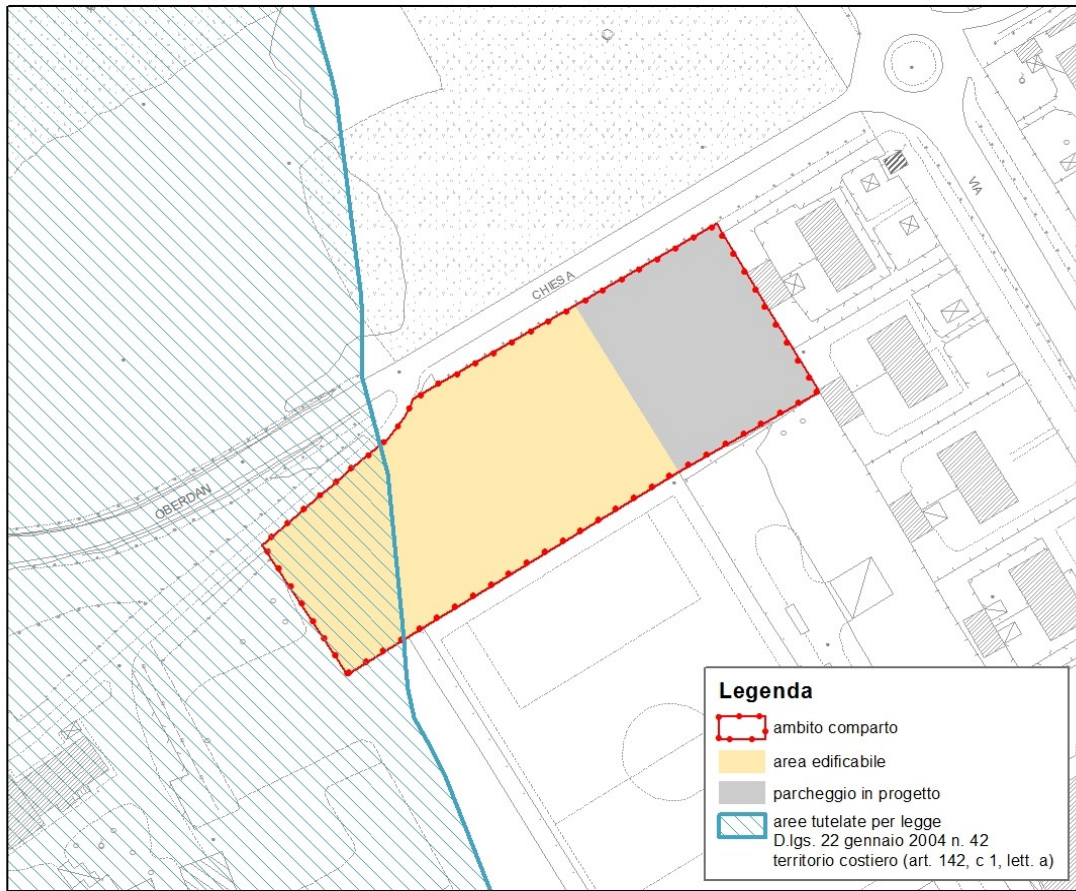 VIA
CHIESA
OBERDAN
Legenda
ambito comparto
area edificabile
parcheggio in progetto
aree tutelate per legge
D.lgs. 22 gennaio 2004 n. 42
territorio costiero (art. 142, c 1, lett. a)